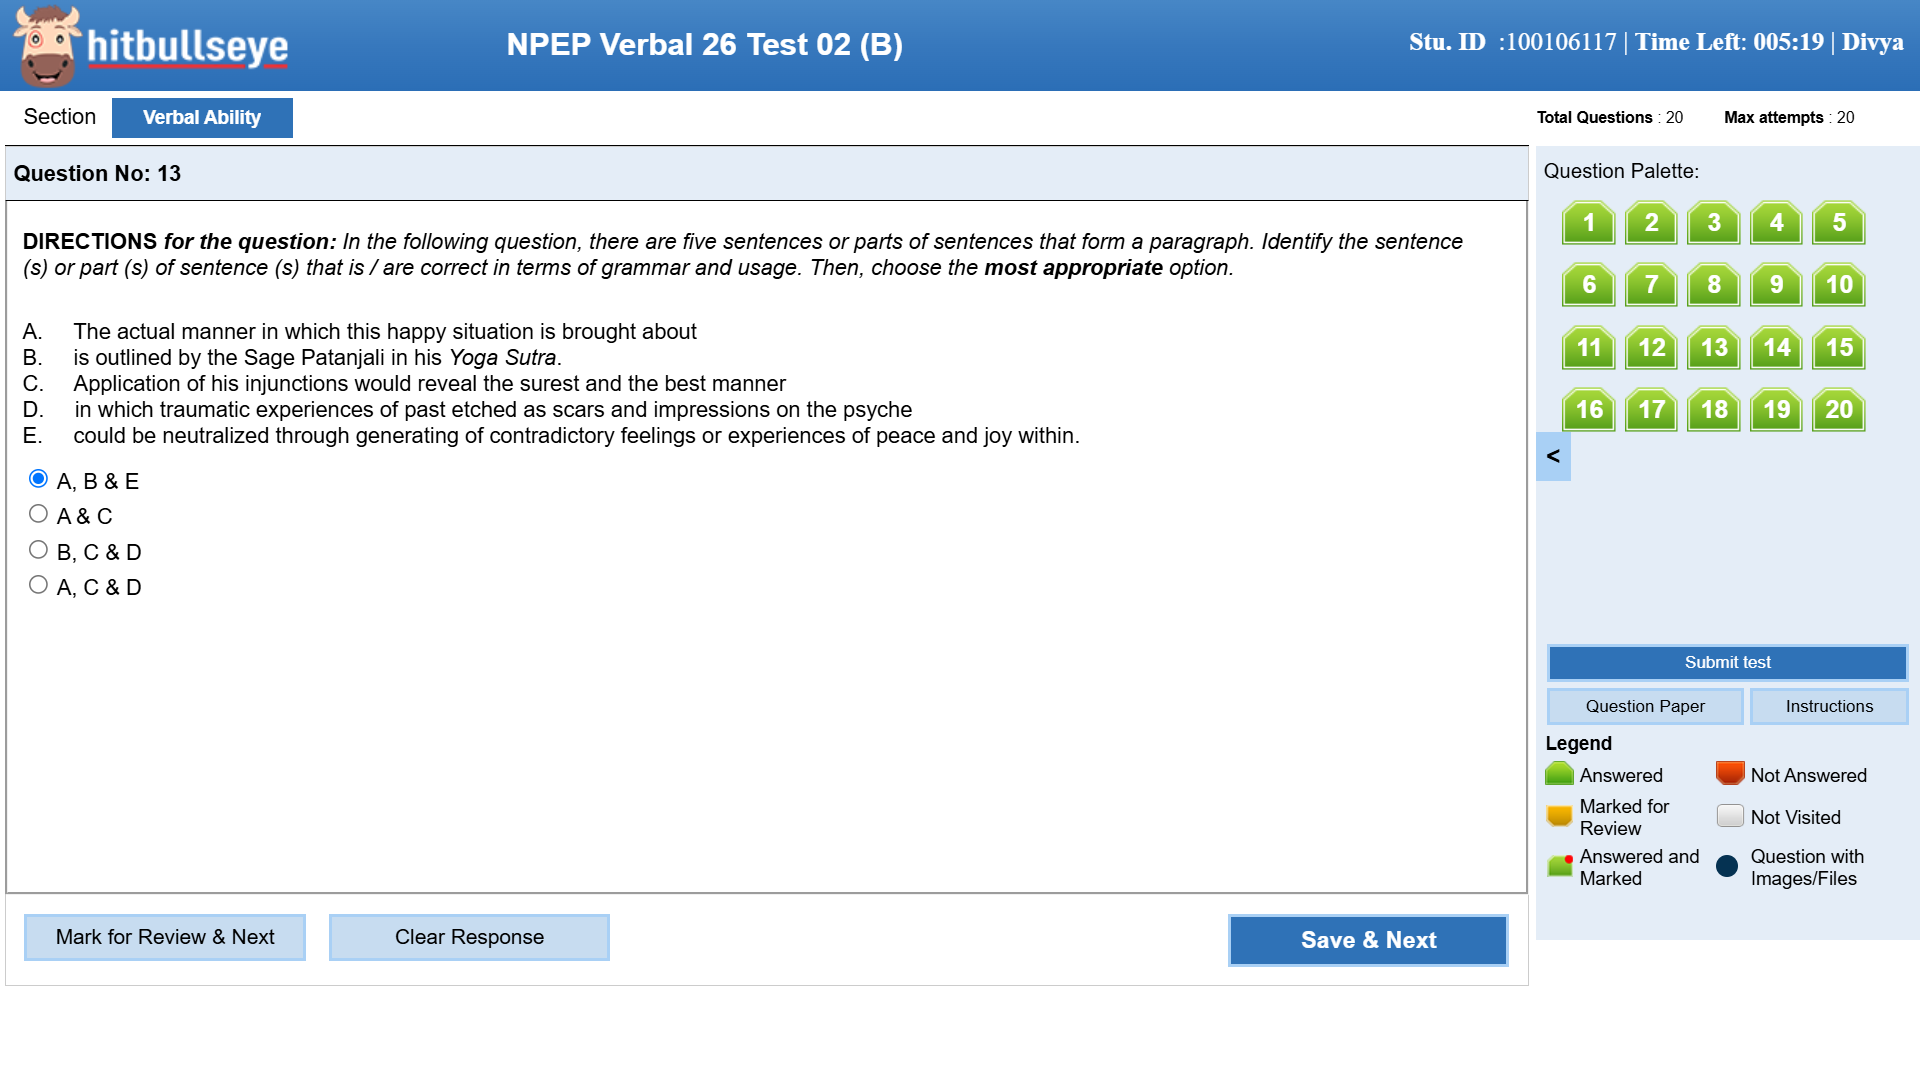 hitbullseye
NPEP Verbal 26 Test 02 (B)
Stu. ID :100106117 | Time Left: 005:19 | Divya
Section
Verbal Ability
Total Questions : 20
Max attempts : 20
Question No: 13
DIRECTIONS for the question: In the following question, there are five sentences or parts of sentences that form a paragraph. Identify the sentence
(s) or part (s) of sentence (s) that is / are correct in terms of grammar and usage. Then, choose the most appropriate option.
A. The actual manner in which this happy situation is brought about
B. is outlined by the Sage Patanjali in his Yoga Sutra.
C. Application of his injunctions would reveal the surest and the best manner
D. in which traumatic experiences of past etched as scars and impressions on the psyche
E. could be neutralized through generating of contradictory feelings or experiences of peace and joy within.
A, B & E
A & C
B, C & D
A, C & D
Mark for Review & Next
Clear Response
Save & Next
Question Palette:
1 2 3 4 5
6 7 8 9 10
11 12 13 14 15
16 17 18 19 20
<
Submit test
Question Paper
Instructions
Legend
Answered
Not Answered
Marked for
Review
Not Visited
Answered and
Marked
Question with
Images/Files